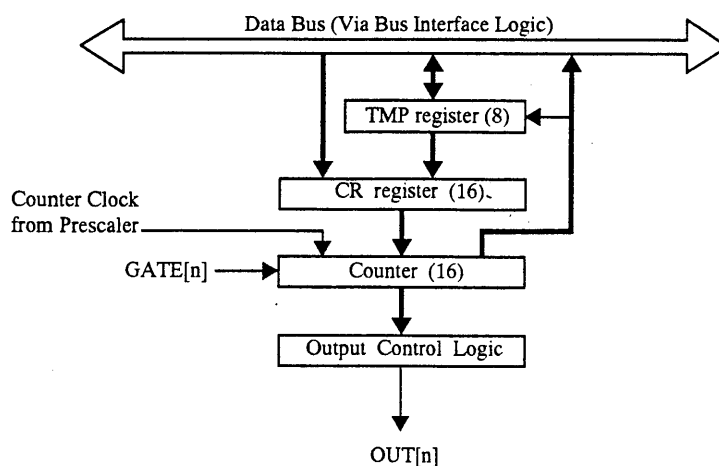 Data Bus (Via Bus Interface Logic)
TMP register (8)
CR register (16)
Counter Clock
from Prescaler
GATE[n]
Counter (16)
Output Control Logic
OUT[n]